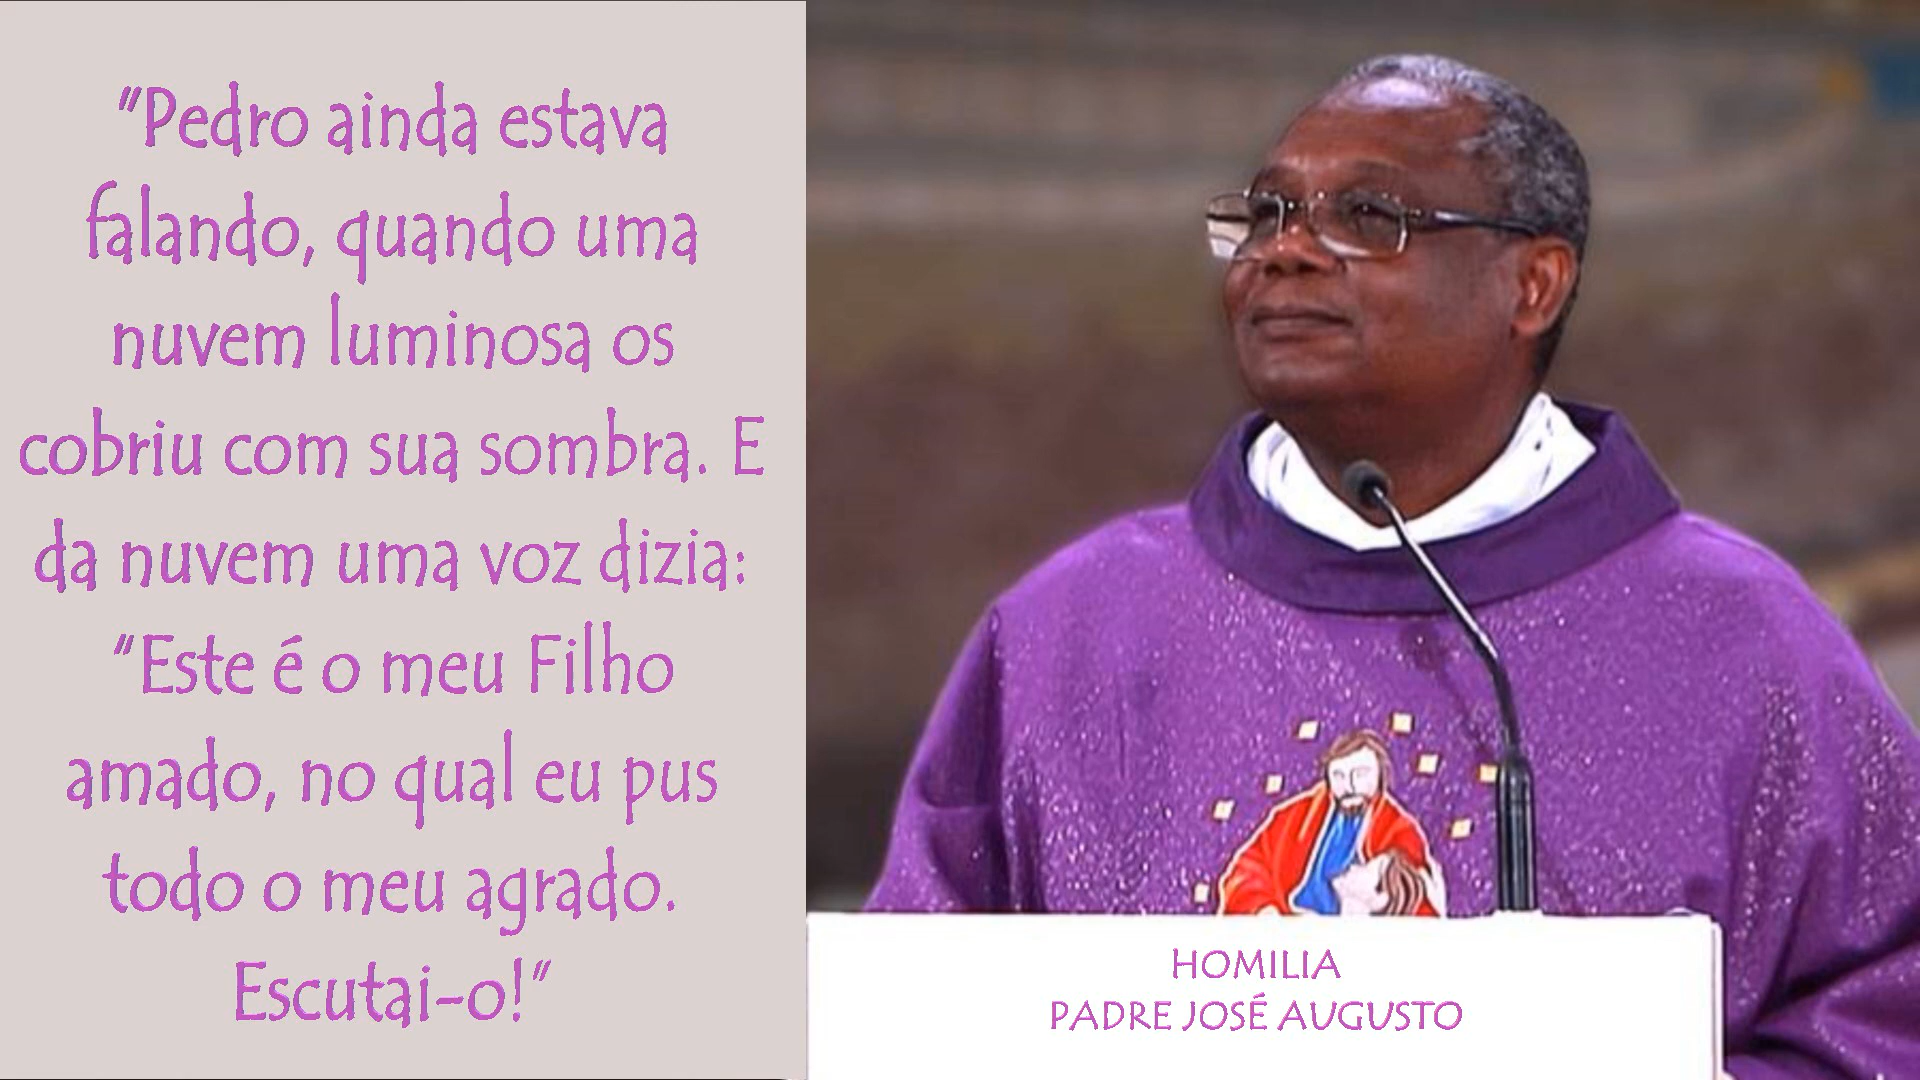 "Pedro ainda estava
falando, quando uma
nuvem luminosa os
cobriu com sua sombra. E
da nuvem uma voz dizia:
"Este é o meu Filho
amado, no qual eu pus
todo o meu agrado.
Escutai-o!"
HOMILIA
PADRE JOSÉ AUGUSTO